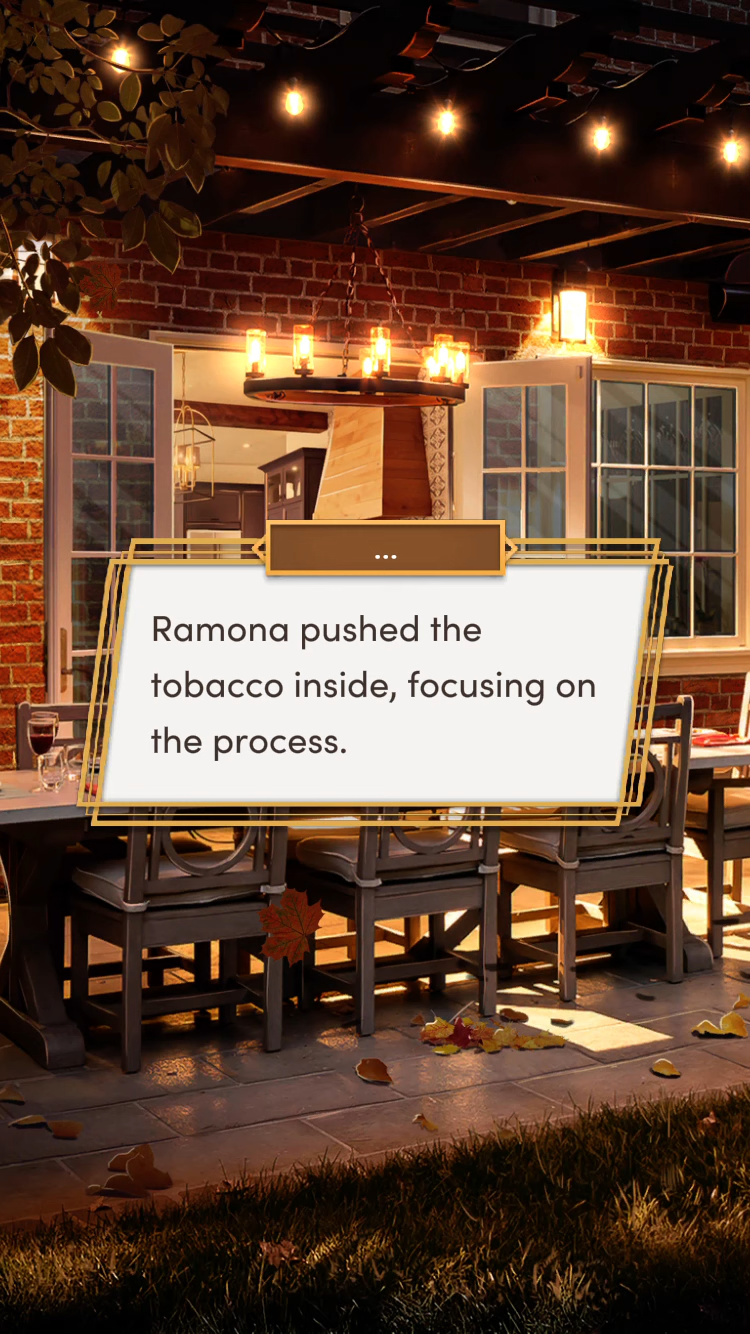 ...
Ramona pushed the
tobacco inside, focusing on
the process.